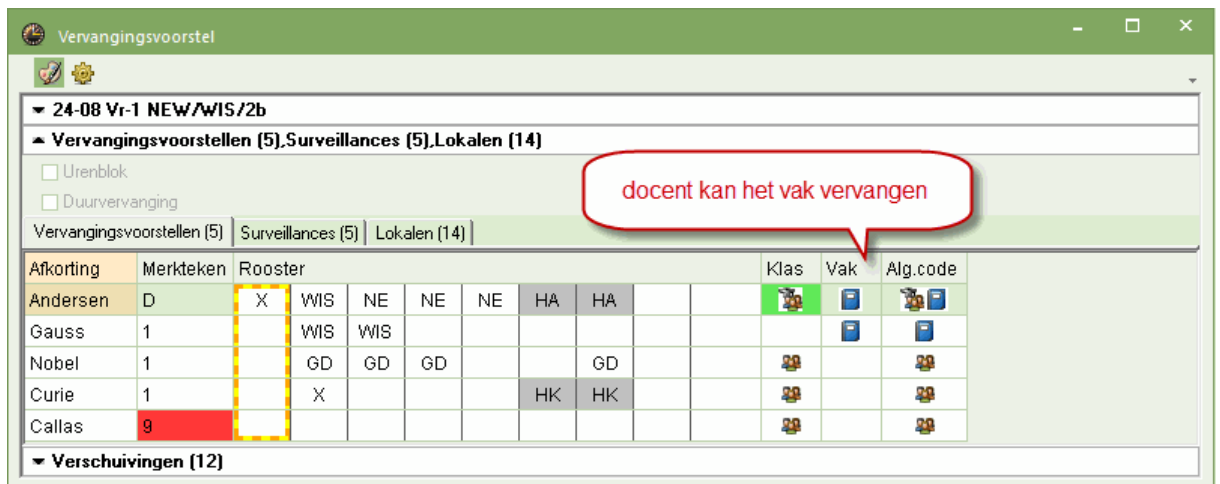 Vervangingsvoorstel
24-08 Vr-1 NEW/WIS/2b
Vervangingsvoorstellen (5),Surveillances (5),Lokalen (14)
Urenblok
Duurvervanging
docent kan het vak vervangen
Vervangingsvoorstellen (5) Surveillances (5) Lokalen (14)
Afkorting Merkteken Rooster Klas Vak Alg.code
Andersen D X WIS NE NE NE HA HA
Gauss 1 WIS WIS
Nobel 1 GD GD GD GD
Curie 1 X HK HK
Callas 9
Verschuivingen (12)